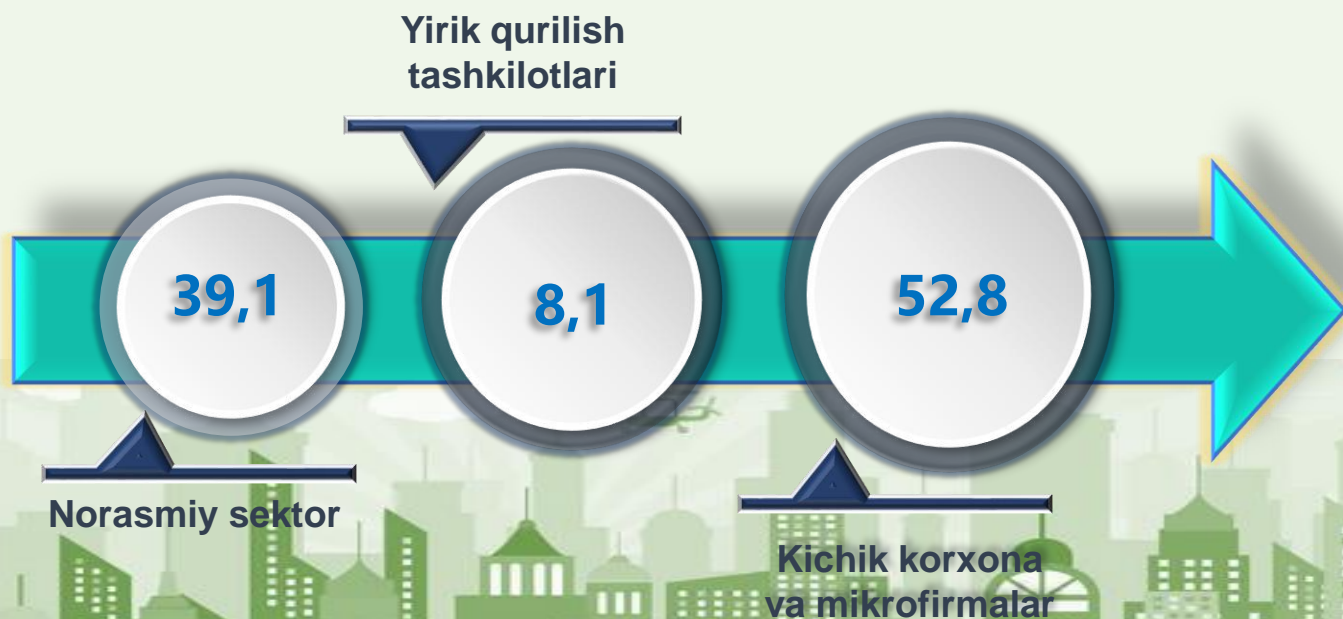 Yirik qurilish
tashkilotlari
39,1
8,1
52,8
Norasmiy sektor
Kichik korxona
va mikrofirmalar